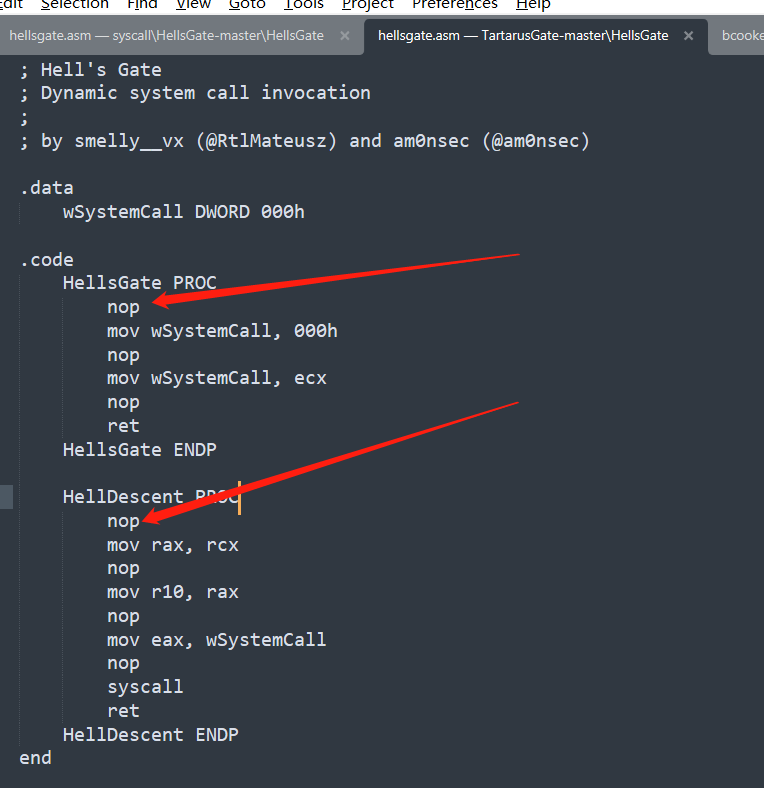 Edit Selection Find View Goto Tools Project Preferences Help
hellsgate.asm — syscall\HellsGate-master\HellsGate × hellsgate.asm — TartarusGate-master\HellsGate × bcooke
; Hell's Gate
; Dynamic system call invocation
;
; by smelly__vx (@RtlMateusz) and am0nsec (@am0nsec)
.data
wSystemCall DWORD 000h
.code
HellsGate PROC
nop
mov wSystemCall, 000h
nop
mov wSystemCall, ecx
nop
ret
HellsGate ENDP
HellDescent PROC
nop
mov rax, rcx
nop
mov r10, rax
nop
mov eax, wSystemCall
nop
syscall
ret
HellDescent ENDP
end